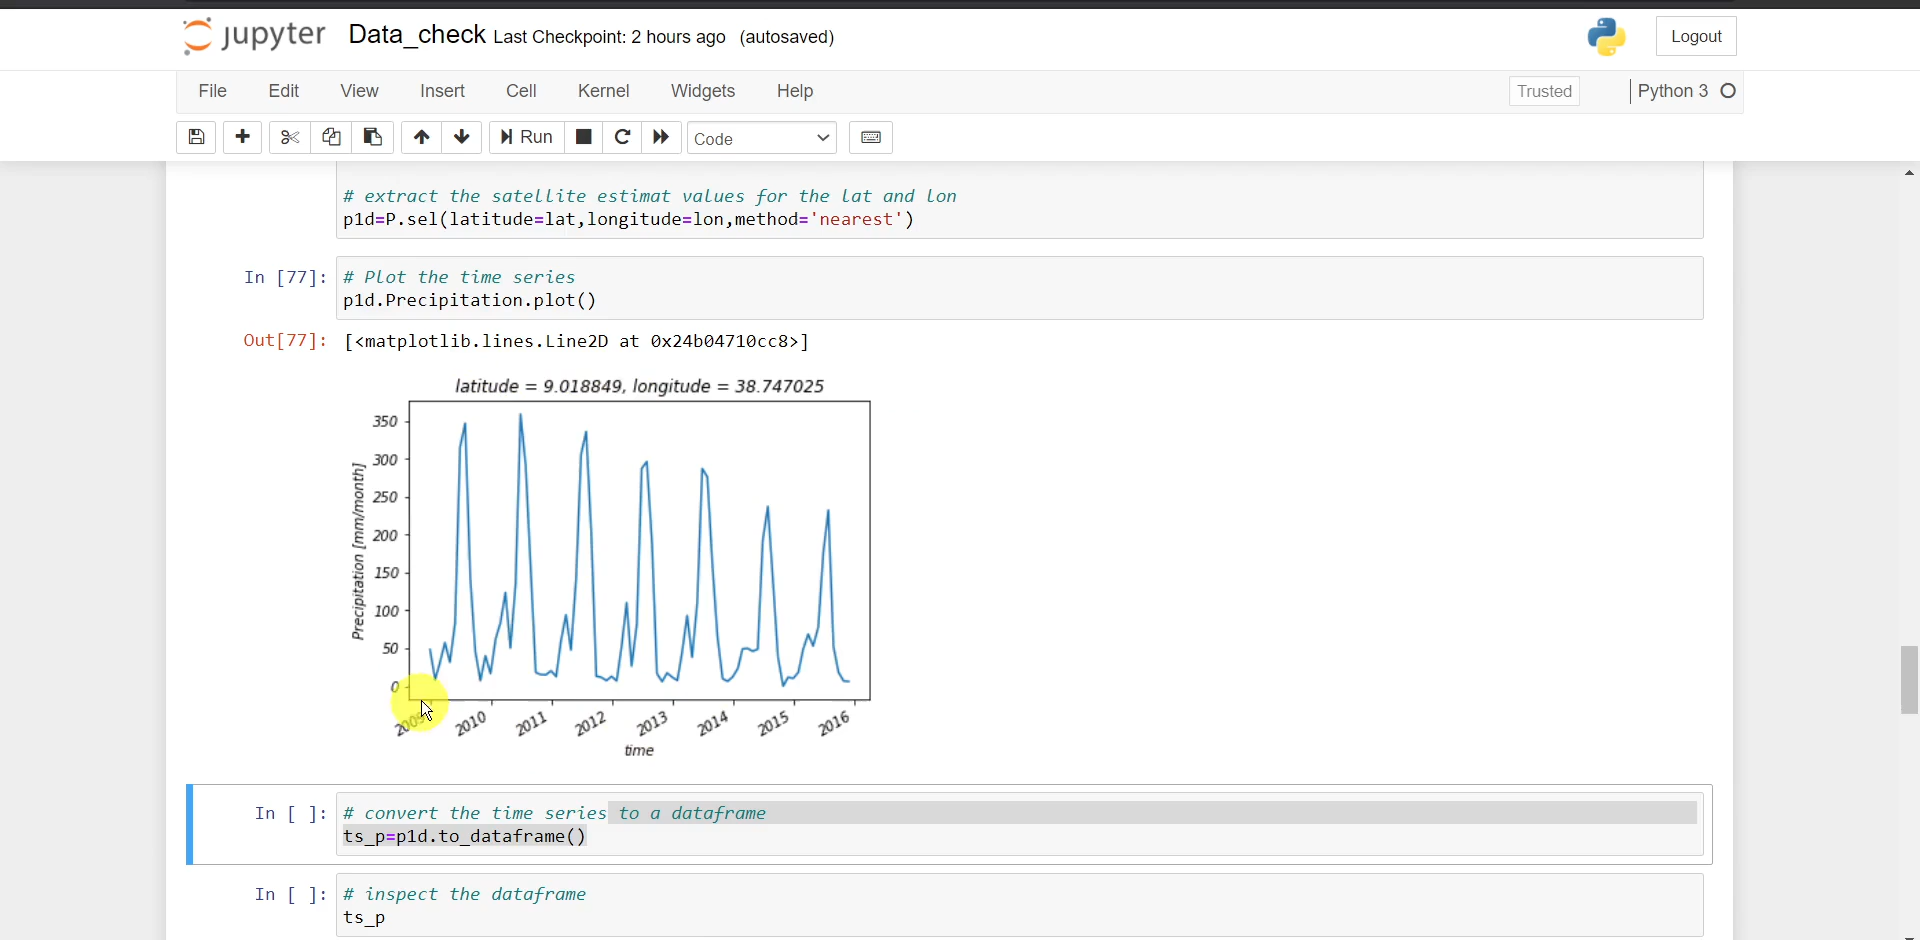 jupyter Data_check Last Checkpoint: 2 hours ago (autosaved)
Logout
File Edit View Insert Cell Kernel Widgets Help
Trusted
Python 3
Run
Code
# extract the satellite estimat values for the lat and lon
p1d=P.sel(latitude=lat,longitude=lon,method='nearest')
In [77]:
# Plot the time series
p1d.Precipitation.plot()
Out[77]:
[<matplotlib.lines.Line2D at 0x24b04710cc8>]
latitude = 9.018849, longitude = 38.747025
350
300
250
200
150
100
50
0
Precipitation [mm/month]
2009 2010 2011 2012 2013 2014 2015 2016
time
In [ ]:
# convert the time series to a dataframe
ts_p=p1d.to_dataframe()
In [ ]:
# inspect the dataframe
ts_p